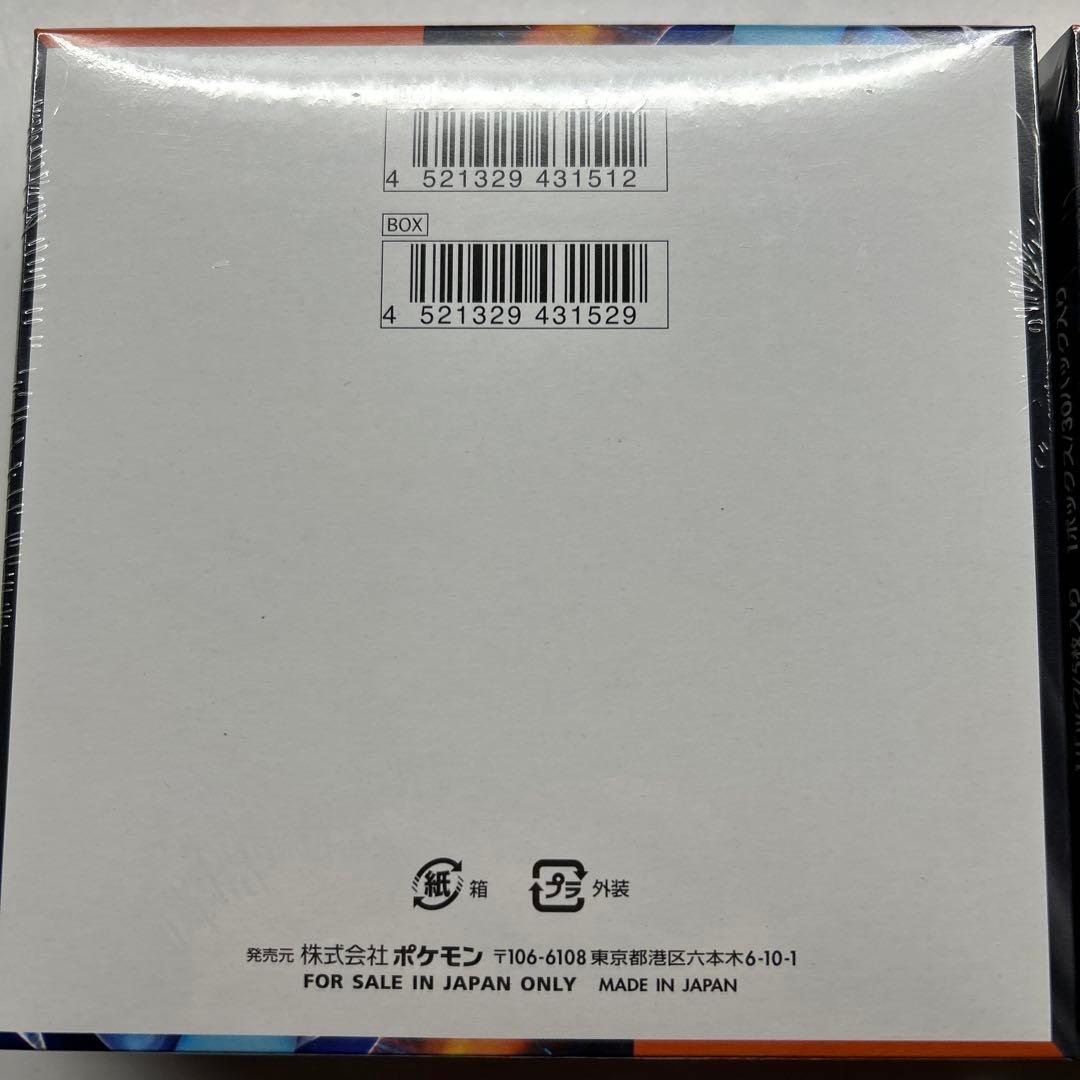 4 521329 431512
BOX
4 521329 431529
紙 箱 プラ 外装
発売元 株式会社ポケモン 〒106-6108 東京都港区六本木6-10-1
FOR SALE IN JAPAN ONLY MADE IN JAPAN